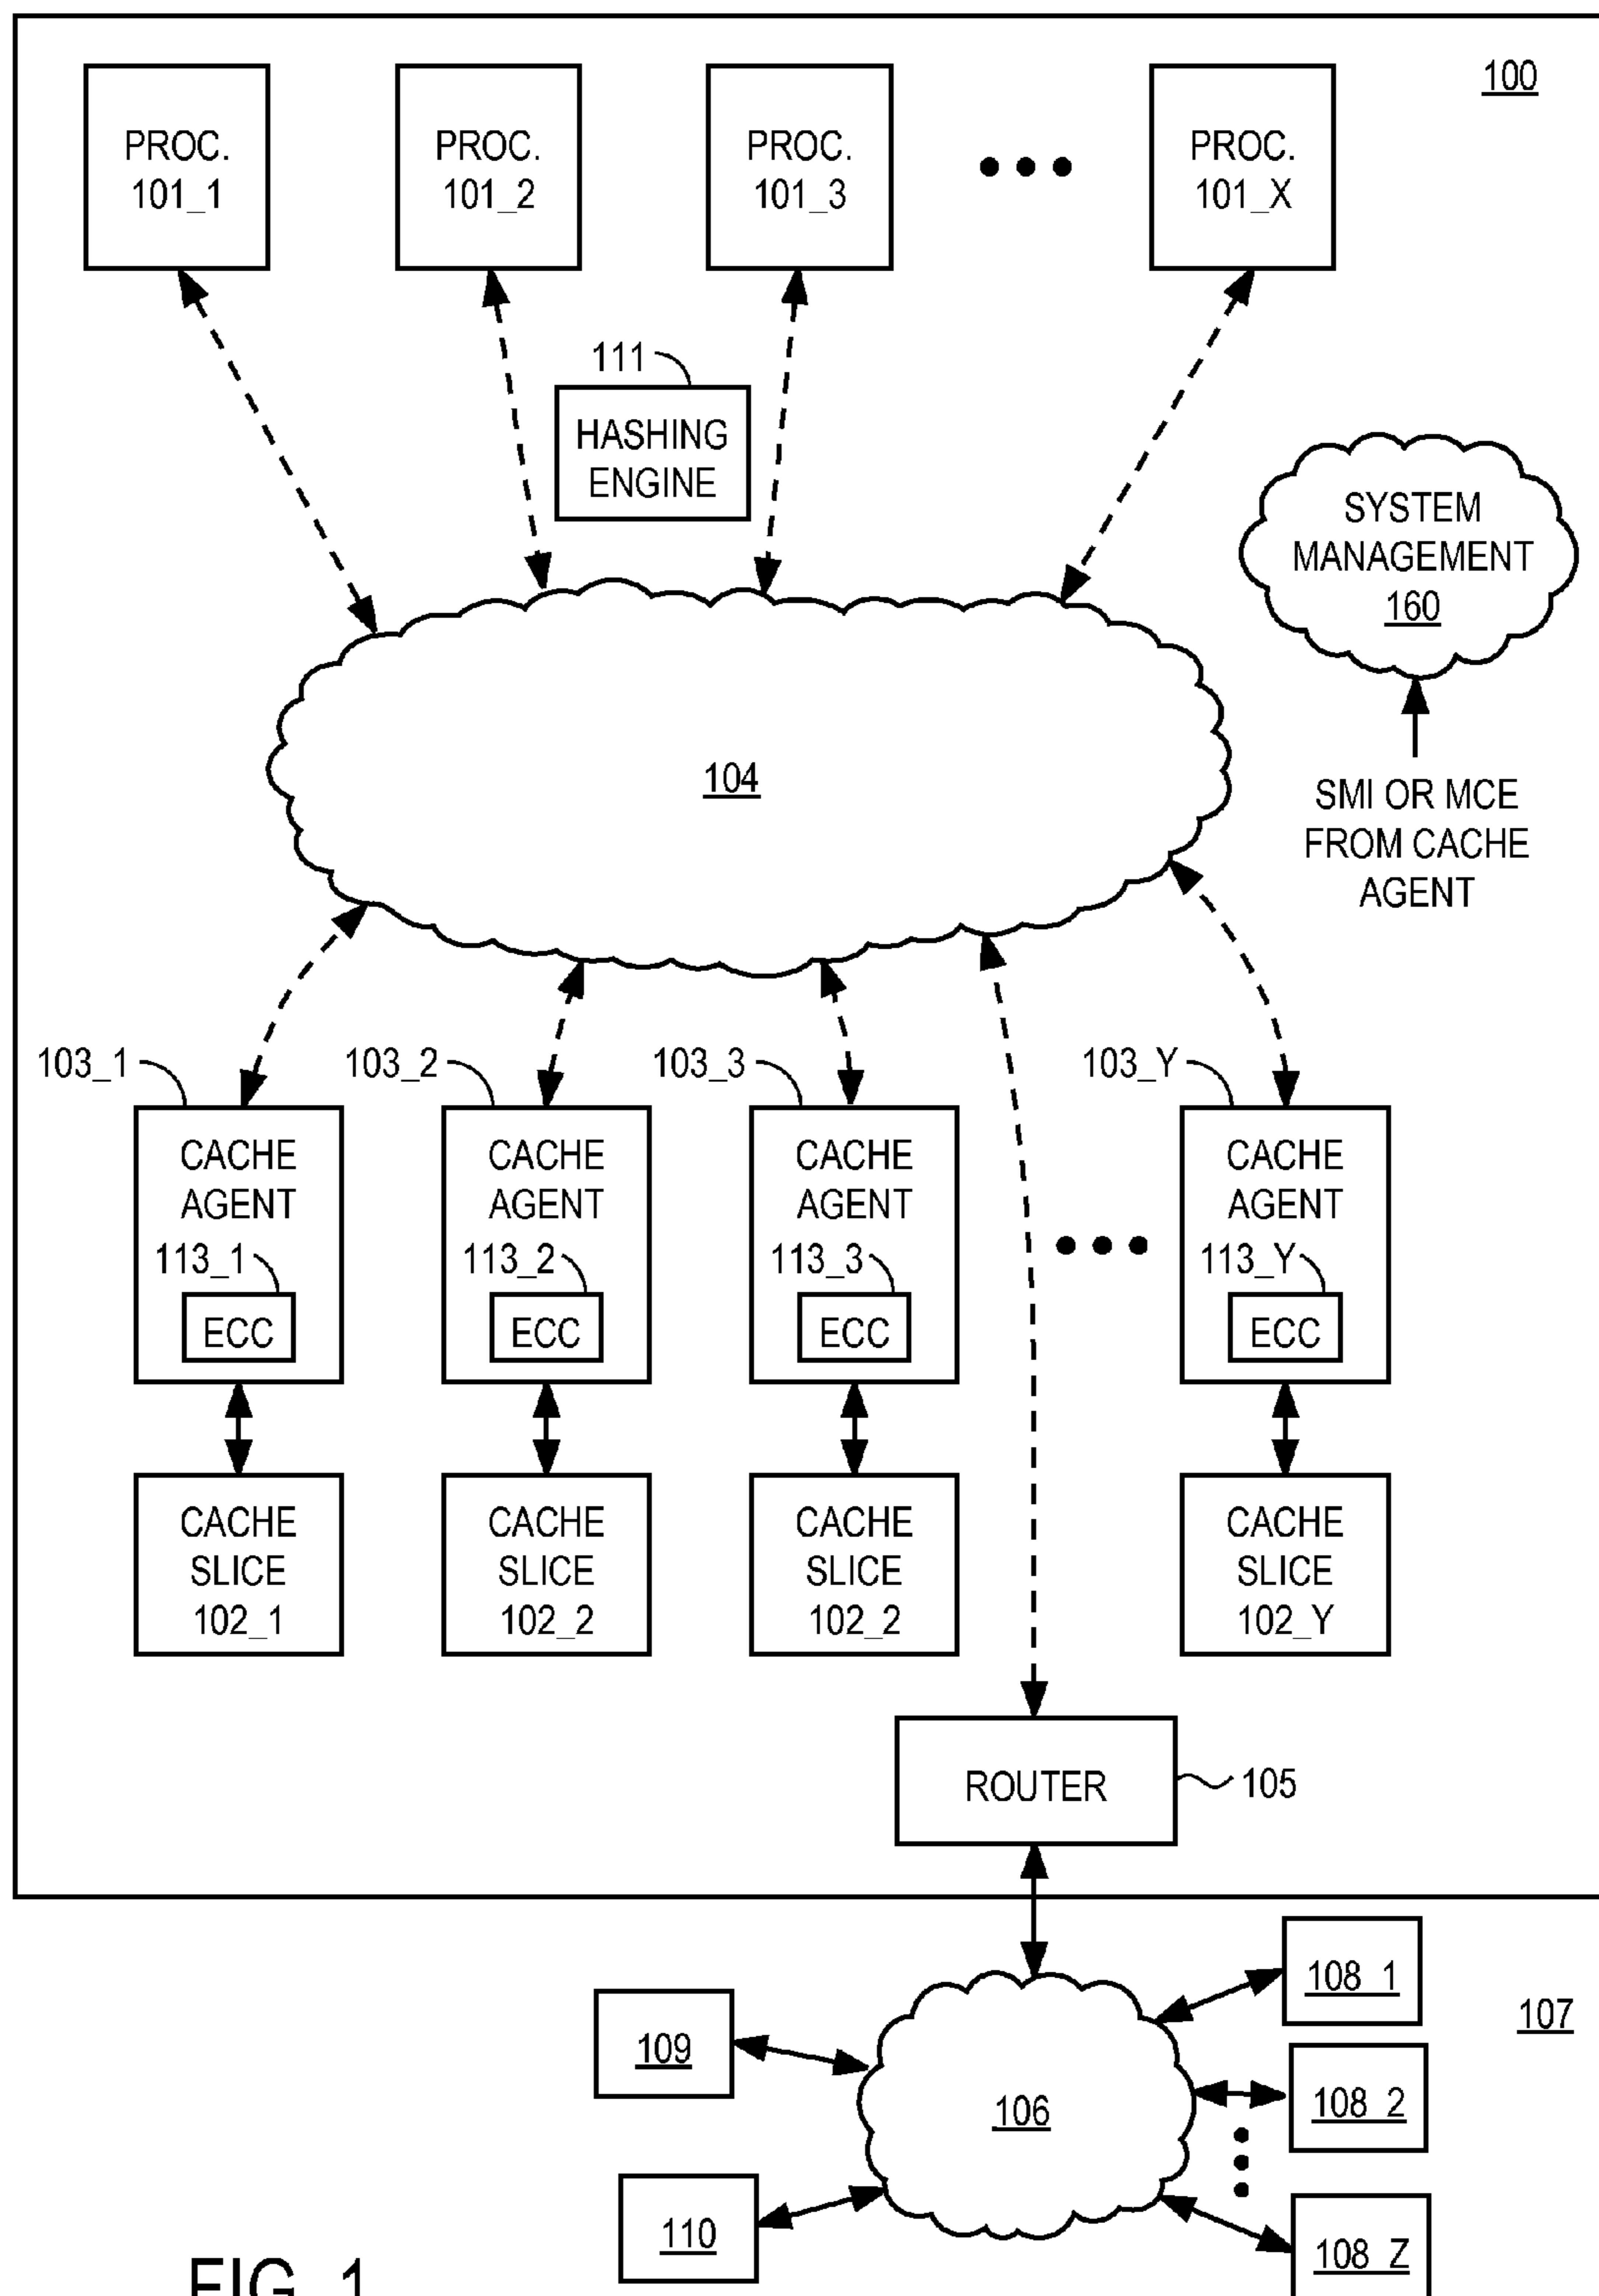 100
PROC.
101_1
PROC.
101_2
PROC.
101_3
PROC.
101_X
111
HASHING
ENGINE
SYSTEM
MANAGEMENT
160
104
SMI OR MCE
FROM CACHE
AGENT
103_1
103_2
103_3
103_Y
CACHE
AGENT
113_1
ECC
CACHE
AGENT
113_2
ECC
CACHE
AGENT
113_3
ECC
CACHE
AGENT
113_Y
ECC
CACHE
SLICE
102_1
CACHE
SLICE
102_2
CACHE
SLICE
102_2
CACHE
SLICE
102_Y
ROUTER
105
108_1
107
109
106
108_2
110
108_Z
FIG. 1